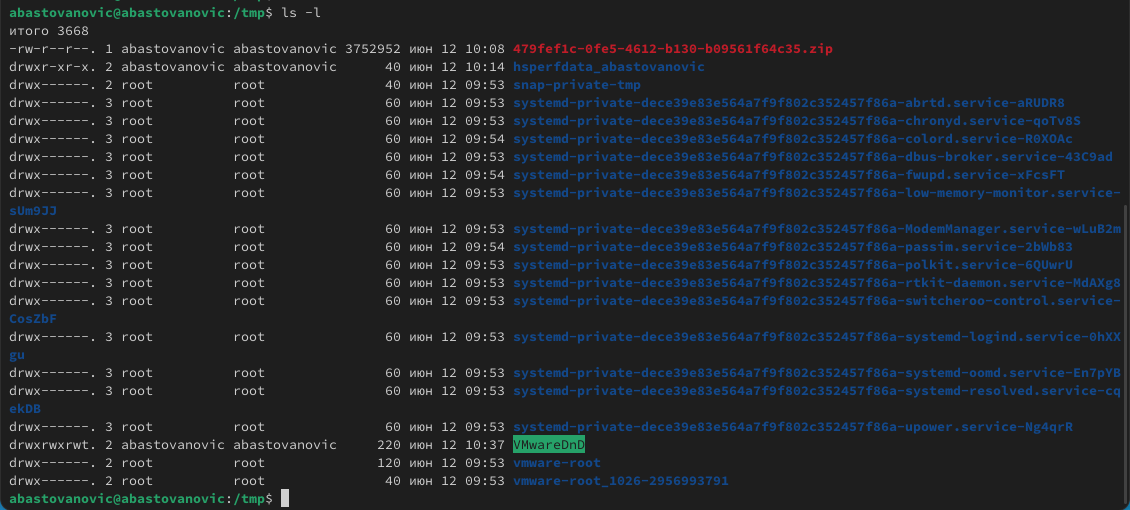 abastovanovic@abastovanovic:/tmp$ ls -l
итого 3668
-rw-r--r--. 1 abastovanovic abastovanovic 3752952 июн 12 10:08 479fef1c-0fe5-4612-b130-b09561f64c35.zip
drwxr-xr-x. 2 abastovanovic abastovanovic      40 июн 12 10:14 hsperfdata_abastovanovic
drwx------. 2 root          root               40 июн 12 09:53 snap-private-tmp
drwx------. 3 root          root               60 июн 12 09:53 systemd-private-dece39e83e564a7f9f802c352457f86a-abrtd.service-aRUDR8
drwx------. 3 root          root               60 июн 12 09:53 systemd-private-dece39e83e564a7f9f802c352457f86a-chronyd.service-qoTv8S
drwx------. 3 root          root               60 июн 12 09:54 systemd-private-dece39e83e564a7f9f802c352457f86a-colord.service-R0XOAc
drwx------. 3 root          root               60 июн 12 09:53 systemd-private-dece39e83e564a7f9f802c352457f86a-dbus-broker.service-43C9ad
drwx------. 3 root          root               60 июн 12 09:54 systemd-private-dece39e83e564a7f9f802c352457f86a-fwupd.service-xFcsFT
drwx------. 3 root          root               60 июн 12 09:53 systemd-private-dece39e83e564a7f9f802c352457f86a-low-memory-monitor.service-
sUm9JJ
drwx------. 3 root          root               60 июн 12 09:53 systemd-private-dece39e83e564a7f9f802c352457f86a-ModemManager.service-wLuB2m
drwx------. 3 root          root               60 июн 12 09:54 systemd-private-dece39e83e564a7f9f802c352457f86a-passim.service-2bWb83
drwx------. 3 root          root               60 июн 12 09:53 systemd-private-dece39e83e564a7f9f802c352457f86a-polkit.service-6QUwrU
drwx------. 3 root          root               60 июн 12 09:53 systemd-private-dece39e83e564a7f9f802c352457f86a-rtkit-daemon.service-MdAXg8
drwx------. 3 root          root               60 июн 12 09:53 systemd-private-dece39e83e564a7f9f802c352457f86a-switcheroo-control.service-
CosZbF
drwx------. 3 root          root               60 июн 12 09:53 systemd-private-dece39e83e564a7f9f802c352457f86a-systemd-logind.service-0hXX
gu
drwx------. 3 root          root               60 июн 12 09:53 systemd-private-dece39e83e564a7f9f802c352457f86a-systemd-oomd.service-En7pYB
drwx------. 3 root          root               60 июн 12 09:53 systemd-private-dece39e83e564a7f9f802c352457f86a-systemd-resolved.service-cq
ekDB
drwx------. 3 root          root               60 июн 12 09:53 systemd-private-dece39e83e564a7f9f802c352457f86a-upower.service-Ng4qrR
drwxrwxrwt. 2 abastovanovic abastovanovic     220 июн 12 10:37 VMwareDnD
drwx------. 2 root          root              120 июн 12 09:53 vmware-root
drwx------. 2 root          root               40 июн 12 09:53 vmware-root_1026-2956993791
abastovanovic@abastovanovic:/tmp$